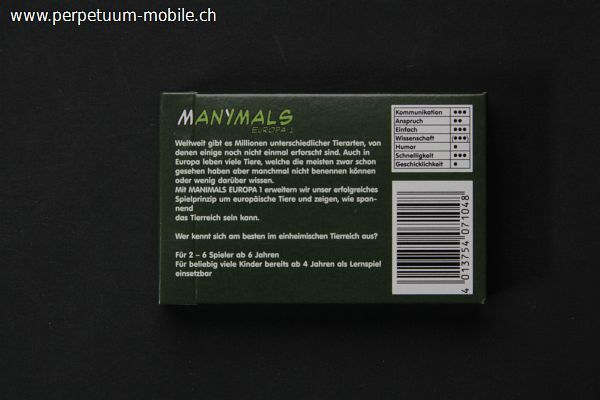 www.perpetuum-mobile.ch
MANYMALS
EUROPA 1
Weltweit gibt es Millionen unterschiedlicher Tierarten, von
denen einige noch nicht einmal erforscht sind. Auch in
Europa leben viele Tiere, welche die meisten zwar schon
gesehen haben aber manchmal nicht benennen können
oder wenig darüber wissen.
Mit MANIMALS EUROPA 1 erweitern wir unser erfolgreiches
Spielprinzip um europäische Tiere und zeigen, wie span-
nend
das Tierreich sein kann.
Wer kennt sich am besten im einheimischen Tierreich aus?
Für 2 – 6 Spieler ab 6 Jahren
Für beliebig viele Kinder bereits ab 4 Jahren als Lernspiel
einsetzbar
Kommunikation •••
Anspruch ••
Einfach •••
Wissenschaft (•••)
Humor •
Schnelligkeit •••
Geschicklichkeit •
4 013754 071048